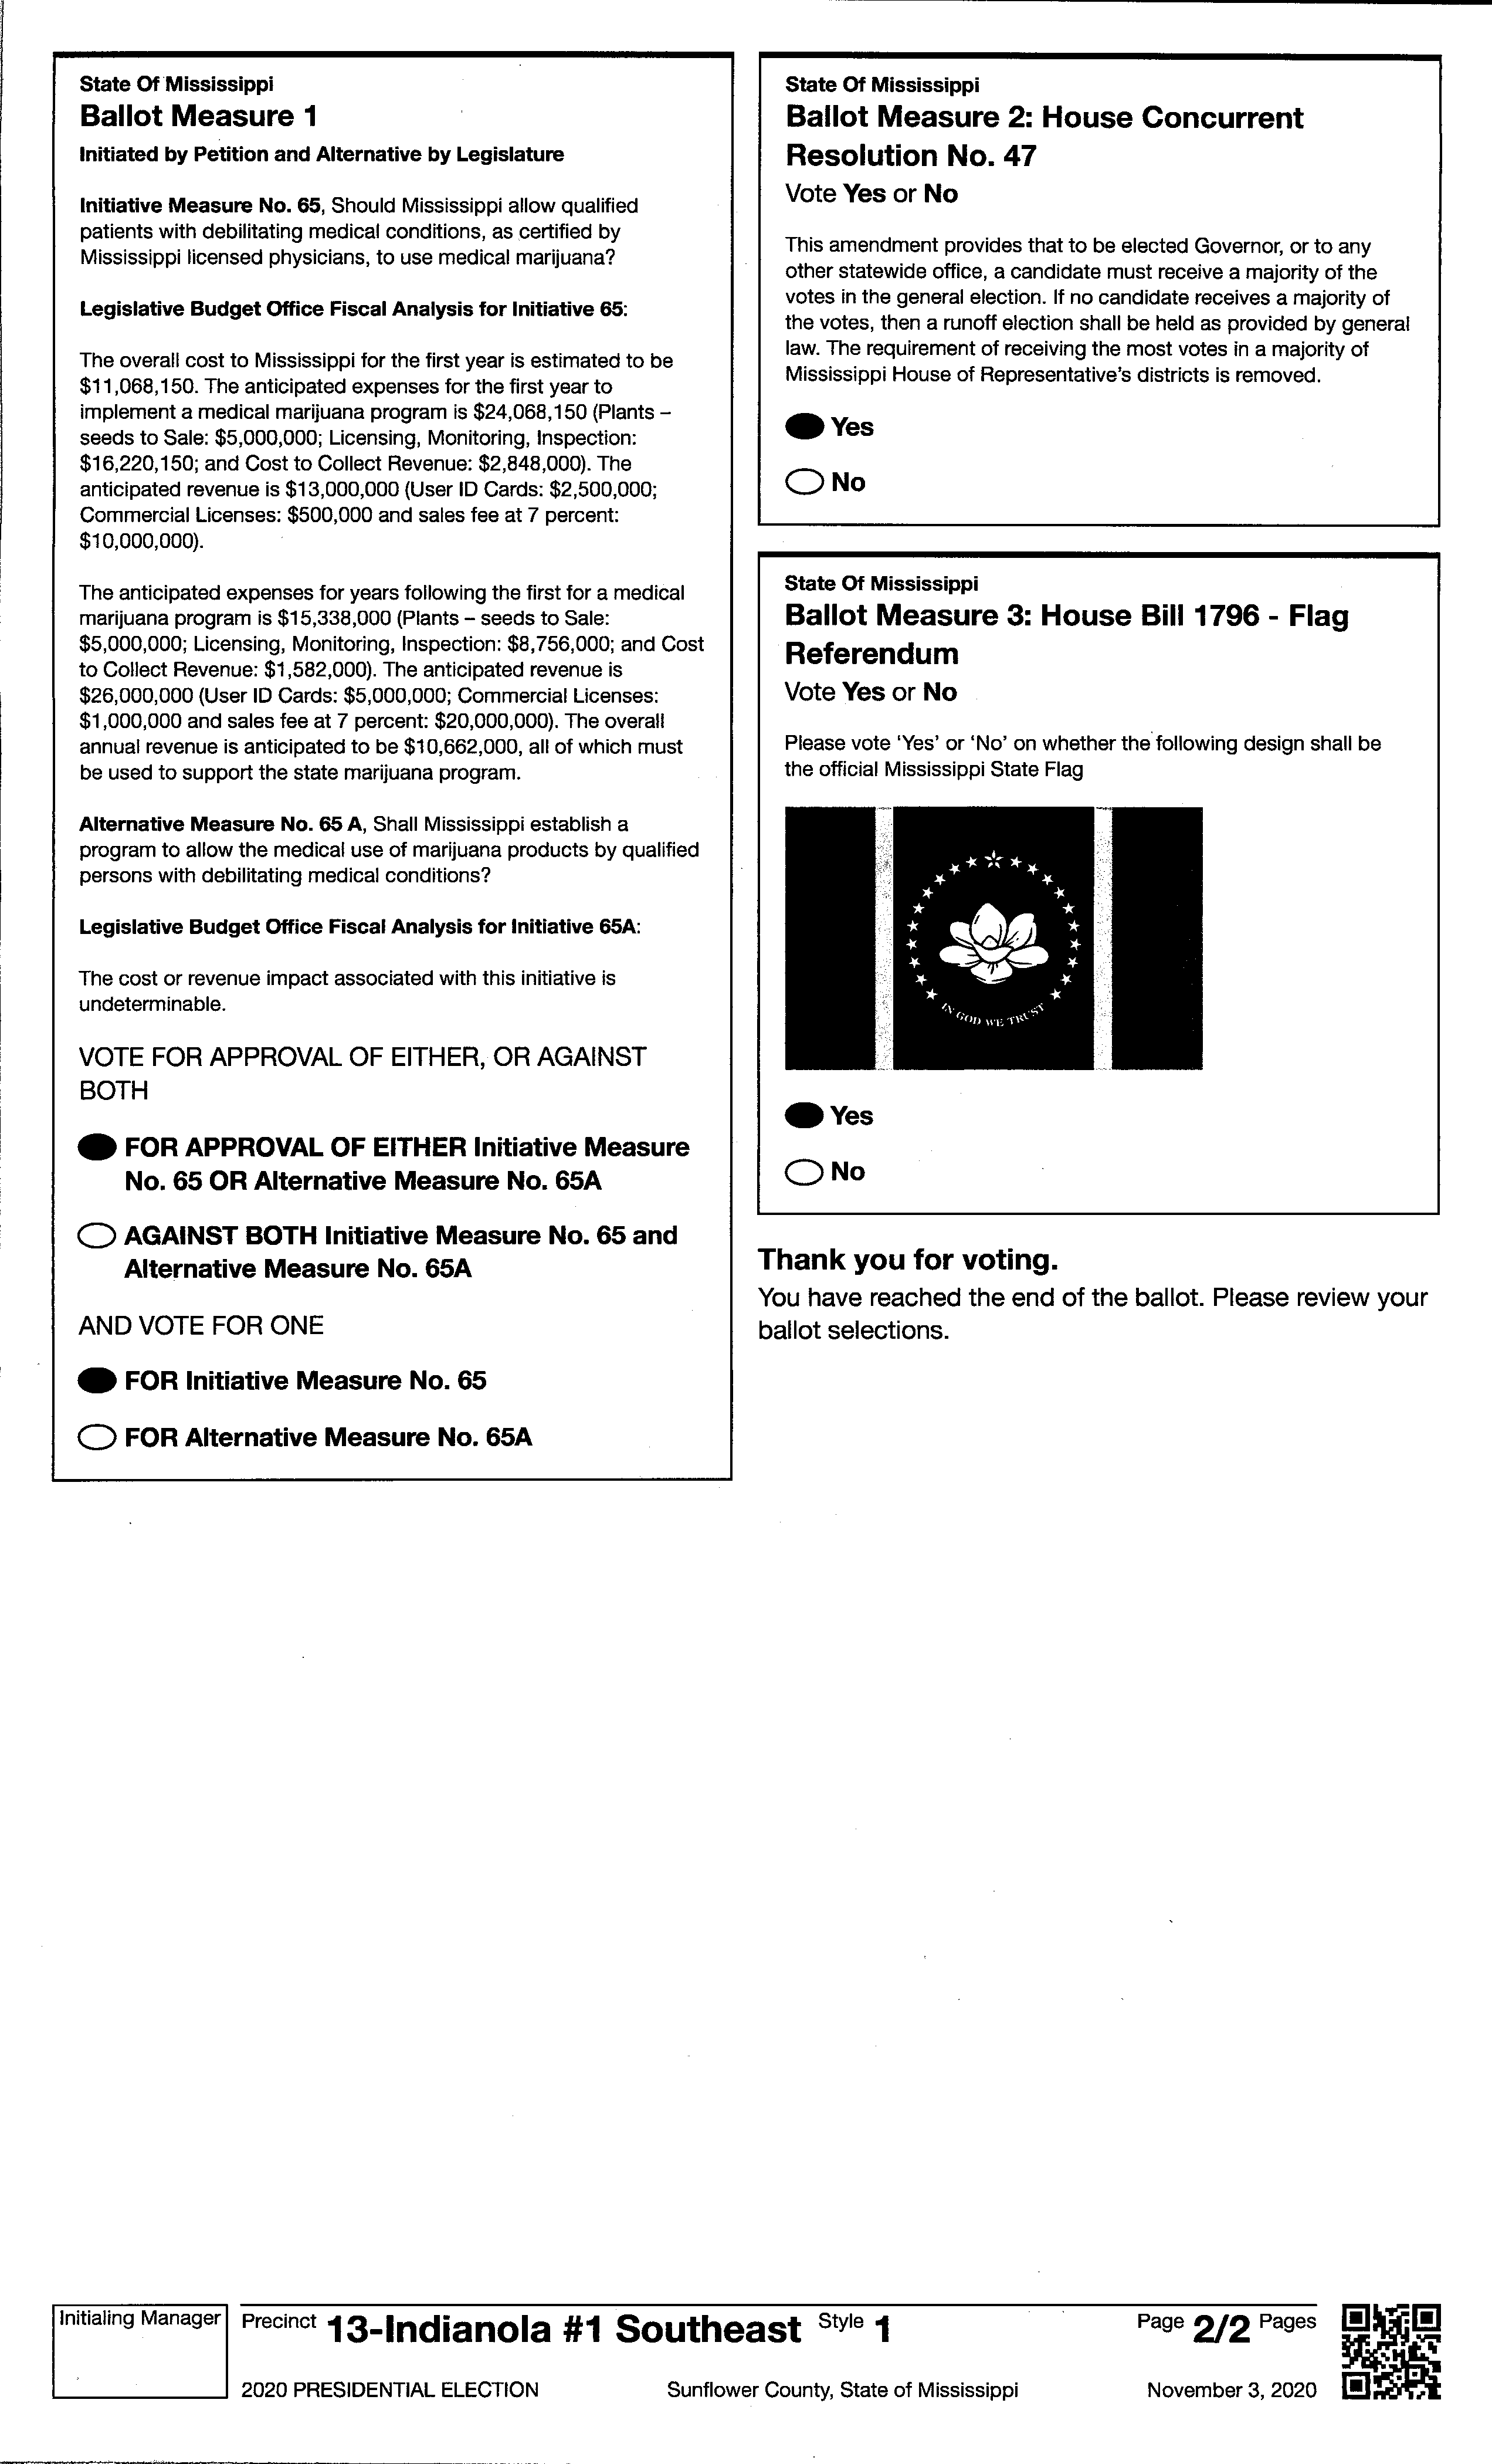 State Of Mississippi
Ballot Measure 1
Initiated by Petition and Alternative by Legislature
Initiative Measure No. 65, Should Mississippi allow qualified
patients with debilitating medical conditions, as certified by
Mississippi licensed physicians, to use medical marijuana?
Legislative Budget Office Fiscal Analysis for Initiative 65:
The overall cost to Mississippi for the first year is estimated to be
$11,068,150. The anticipated expenses for the first year to
implement a medical marijuana program is $24,068,150 (Plants –
seeds to Sale: $5,000,000; Licensing, Monitoring, Inspection:
$16,220,150; and Cost to Collect Revenue: $2,848,000). The
anticipated revenue is $13,000,000 (User ID Cards: $2,500,000;
Commercial Licenses: $500,000 and sales fee at 7 percent:
$10,000,000).
The anticipated expenses for years following the first for a medical
marijuana program is $15,338,000 (Plants – seeds to Sale:
$5,000,000; Licensing, Monitoring, Inspection: $8,756,000; and Cost
to Collect Revenue: $1,582,000). The anticipated revenue is
$26,000,000 (User ID Cards: $5,000,000; Commercial Licenses:
$1,000,000 and sales fee at 7 percent: $20,000,000). The overall
annual revenue is anticipated to be $10,662,000, all of which must
be used to support the state marijuana program.
Alternative Measure No. 65 A, Shall Mississippi establish a
program to allow the medical use of marijuana products by qualified
persons with debilitating medical conditions?
Legislative Budget Office Fiscal Analysis for Initiative 65A:
The cost or revenue impact associated with this initiative is
undeterminable.
VOTE FOR APPROVAL OF EITHER, OR AGAINST
BOTH
FOR APPROVAL OF EITHER Initiative Measure
No. 65 OR Alternative Measure No. 65A
AGAINST BOTH Initiative Measure No. 65 and
Alternative Measure No. 65A
AND VOTE FOR ONE
FOR Initiative Measure No. 65
FOR Alternative Measure No. 65A
State Of Mississippi
Ballot Measure 2: House Concurrent
Resolution No. 47
Vote Yes or No
This amendment provides that to be elected Governor, or to any
other statewide office, a candidate must receive a majority of the
votes in the general election. If no candidate receives a majority of
the votes, then a runoff election shall be held as provided by general
law. The requirement of receiving the most votes in a majority of
Mississippi House of Representative's districts is removed.
Yes
No
State Of Mississippi
Ballot Measure 3: House Bill 1796 - Flag
Referendum
Vote Yes or No
Please vote ‘Yes’ or ‘No’ on whether the following design shall be
the official Mississippi State Flag
IN GOD WE TRUST
Yes
No
Thank you for voting.
You have reached the end of the ballot. Please review your
ballot selections.
Initialing Manager
Precinct 13-Indianola #1 Southeast Style 1
Page 2/2 Pages
2020 PRESIDENTIAL ELECTION
Sunflower County, State of Mississippi
November 3, 2020